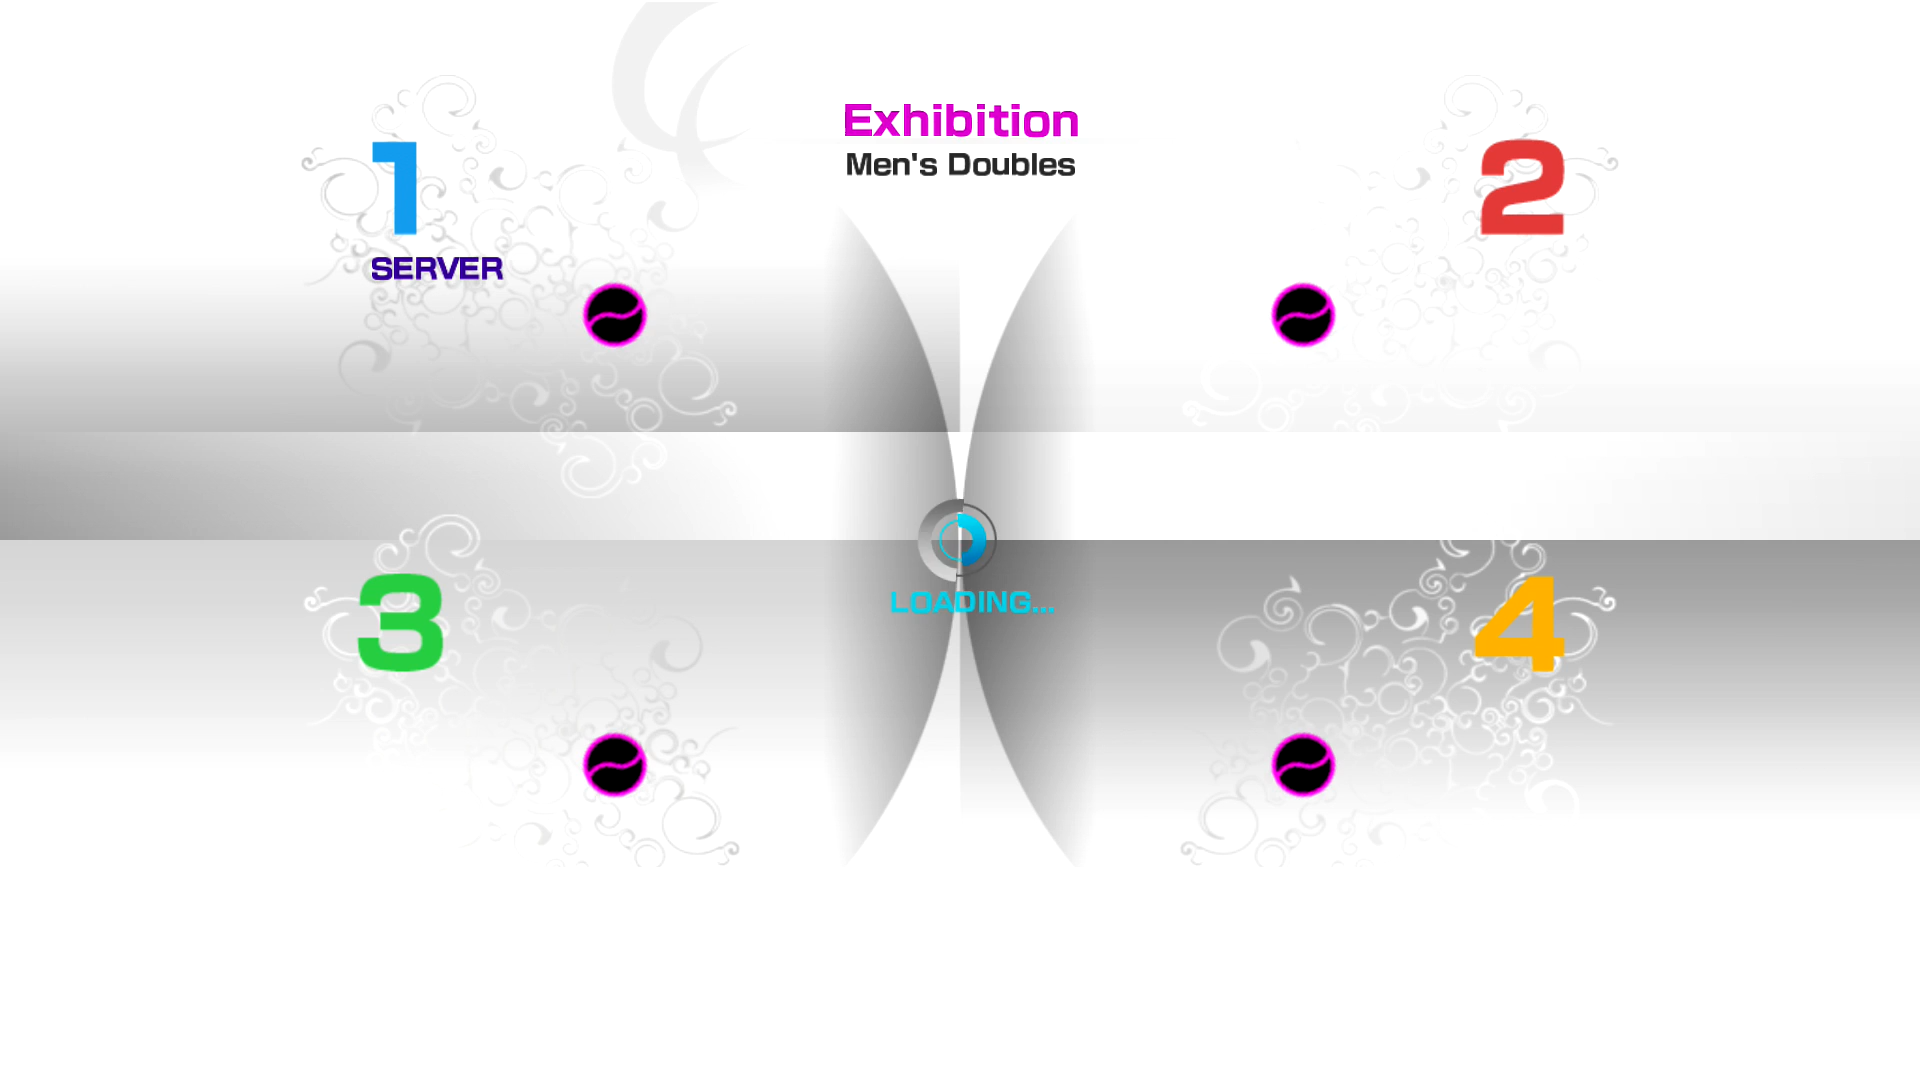 Exhibition
Men's Doubles
1
2
SERVER
3
4
LOADING...